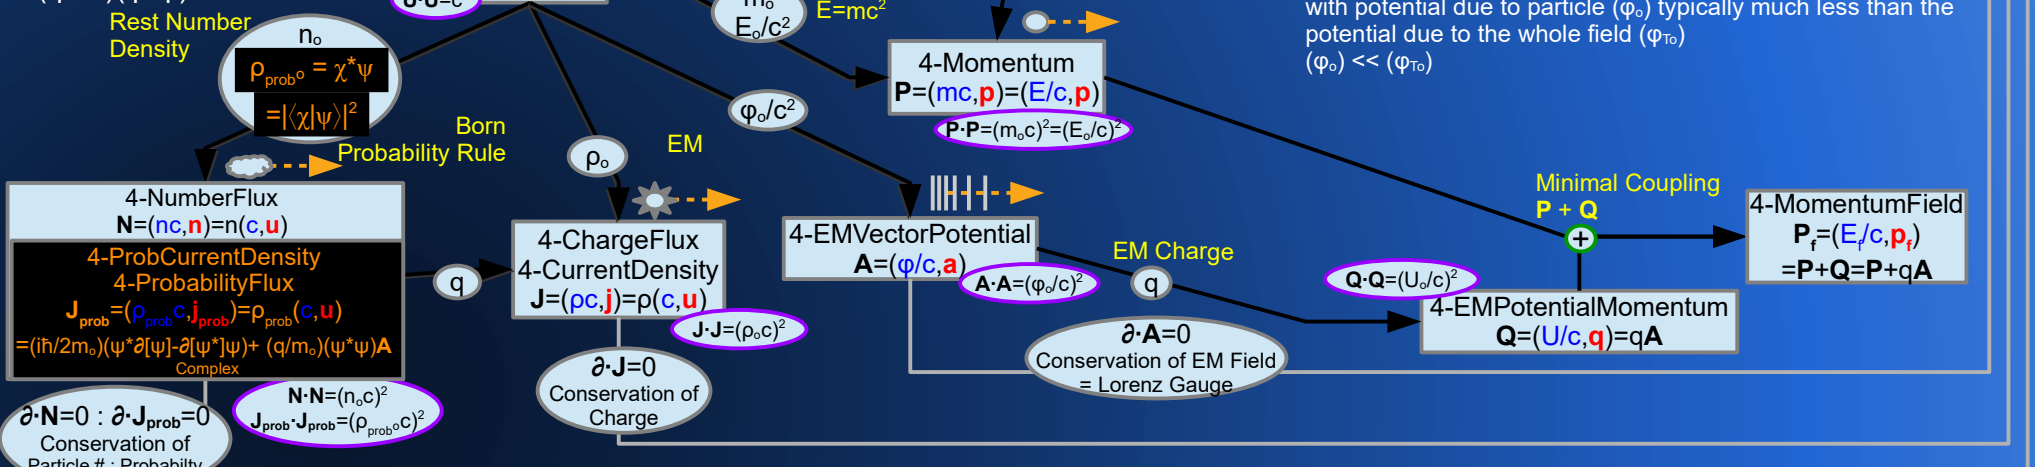 U·U=c²
Rest Number
Density
nₒ
ρprobᵒ = χ*ψ
=|⟨χ|ψ⟩|²
Born
Probability Rule
4-NumberFlux
N=(nc,n)=n(c,u)
4-ProbCurrentDensity
4-ProbabilityFlux
Jprob=(ρprobc,jprob)=ρprob(c,u)
=(iħ/2mₒ)(ψ*∂[ψ]-∂[ψ*]ψ)+ (q/mₒ)(ψ*ψ)A
Complex
∂·N=0 : ∂·Jprob=0
Conservation of
Particle # : Probabilty
N·N=(nₒc)²
Jprob·Jprob=(ρprobₒc)²
q
ρₒ
EM
4-ChargeFlux
4-CurrentDensity
J=(ρc,j)=ρ(c,u)
J·J=(ρₒc)²
∂·J=0
Conservation of
Charge
φₒ/c²
4-EMVectorPotential
A=(φ/c,a)
A·A=(φₒ/c)²
∂·A=0
Conservation of EM Field
= Lorenz Gauge
mₒ
Eₒ/c²
E=mc²
4-Momentum
P=(mc,p)=(E/c,p)
P·P=(mₒc)²=(Eₒ/c)²
EM Charge
q
Q·Q=(Uₒ/c)²
4-EMPotentialMomentum
Q=(U/c,q)=qA
Minimal Coupling
P + Q
+
4-MomentumField
Pf=(Ef/c,pf)
=P+Q=P+qA
with potential due to particle (φₒ) typically much less than the
potential due to the whole field (φTₒ)
(φₒ) << (φTₒ)